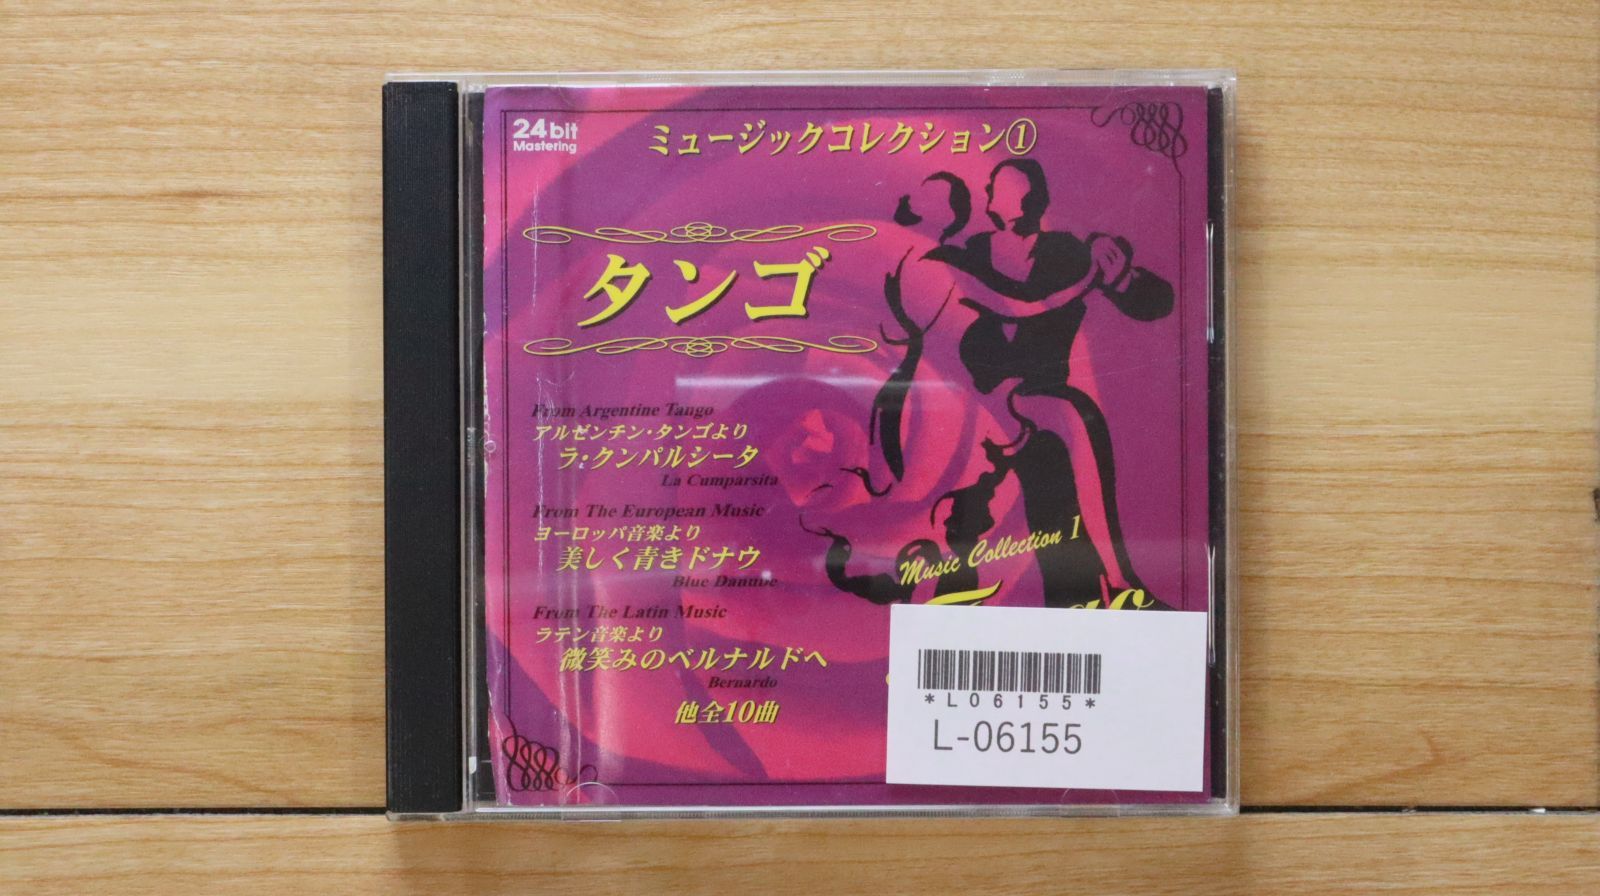 24bit
Mastering
ミュージックコレクション①
タンゴ
From Argentine Tango
アルゼンチン・タンゴより
ラ・クンパルシータ
La Cumparsita
From The European Music
ヨーロッパ音楽より
美しく青きドナウ
Blue Danube
From The Latin Music
ラテン音楽より
微笑みのベルナルドへ
Bernardo
他全10曲
Music Collection 1
*L06155*
L-06155